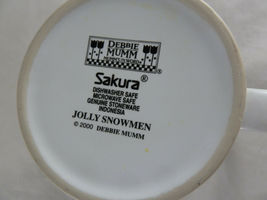 DEBBIE
MUMM
®
Sakura®
DISHWASHER SAFE
MICROWAVE SAFE
GENUINE STONEWARE
INDONESIA
JOLLY SNOWMEN
© 2000 DEBBIE MUMM